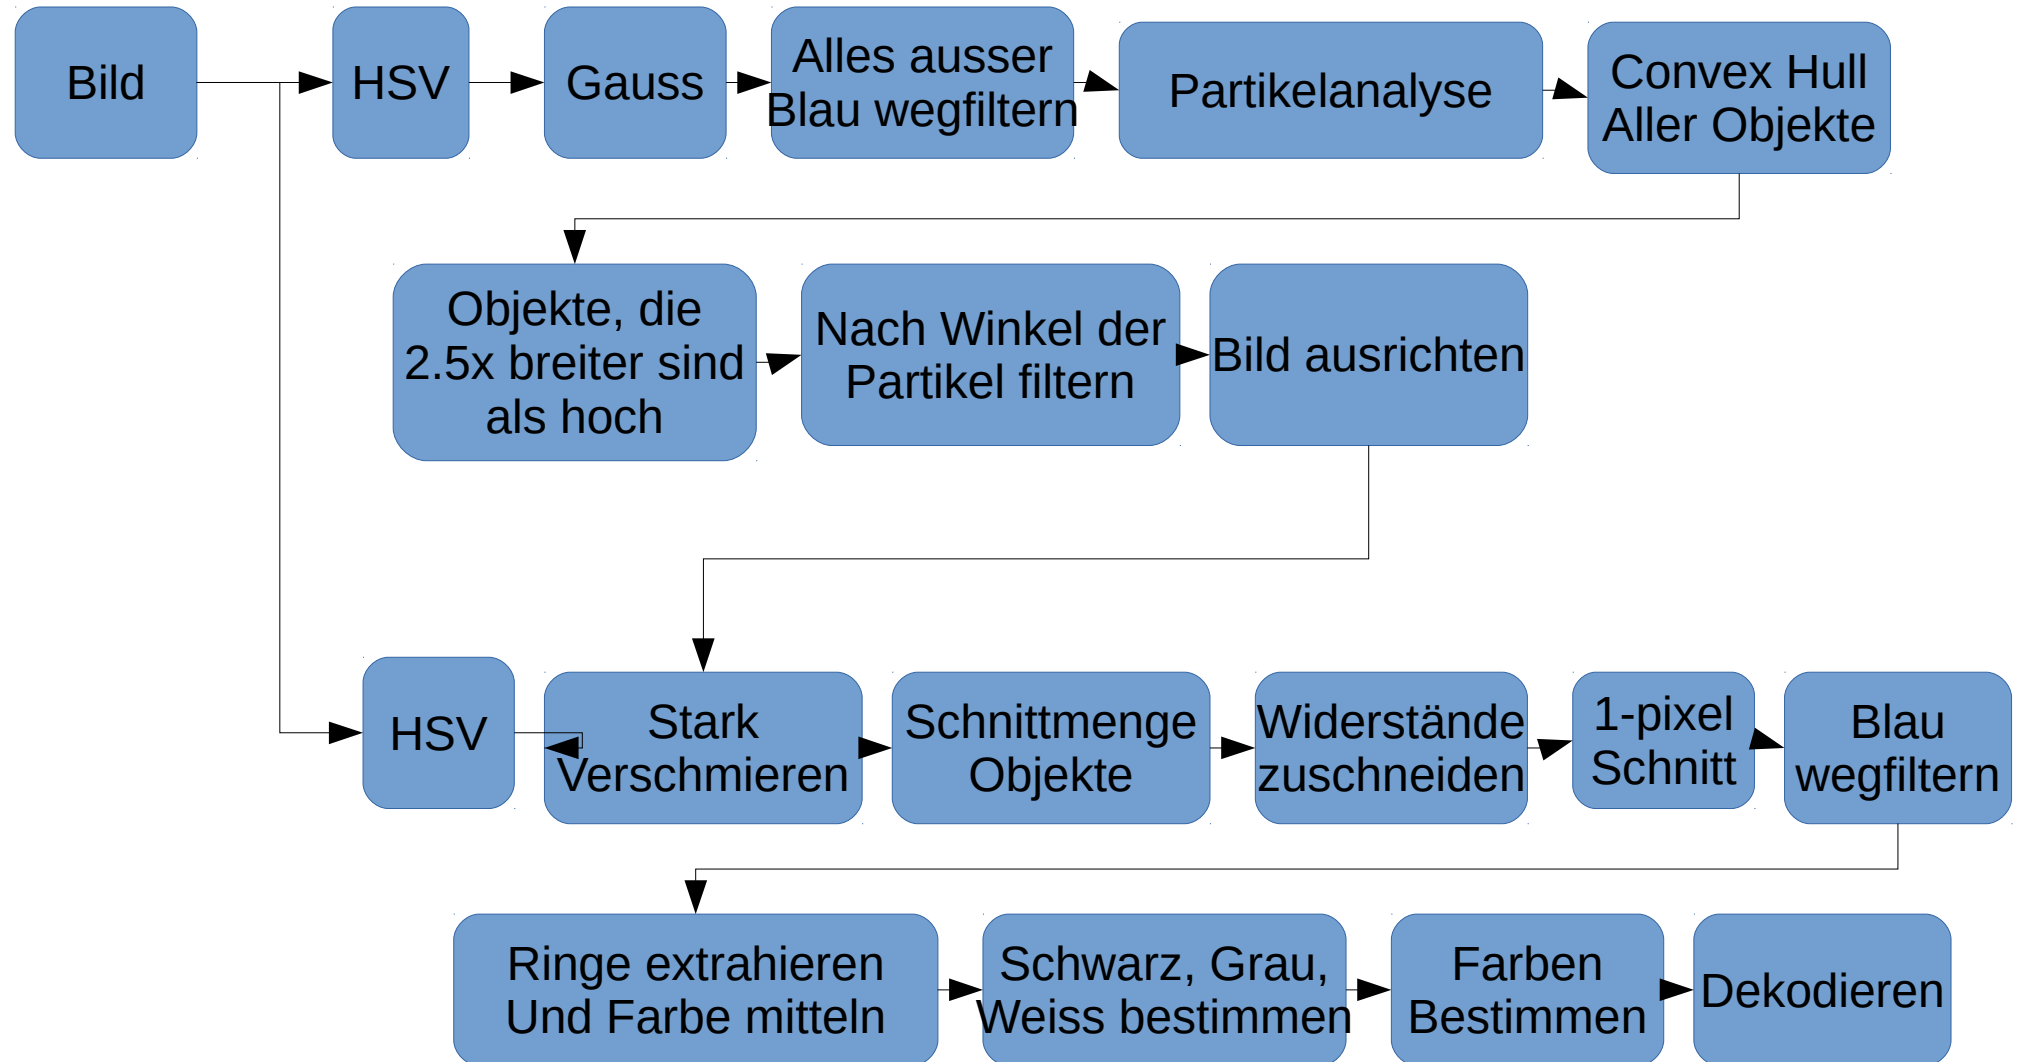 Bild
HSV
Gauss
Alles ausser
Blau wegfiltern
Partikelanalyse
Convex Hull
Aller Objekte
Objekte, die
2.5x breiter sind
als hoch
Nach Winkel der
Partikel filtern
Bild ausrichten
HSV
Stark
Verschmieren
Schnittmenge
Objekte
Widerstände
zuschneiden
1-pixel
Schnitt
Blau
wegfiltern
Ringe extrahieren
Und Farbe mitteln
Schwarz, Grau,
Weiss bestimmen
Farben
Bestimmen
Dekodieren